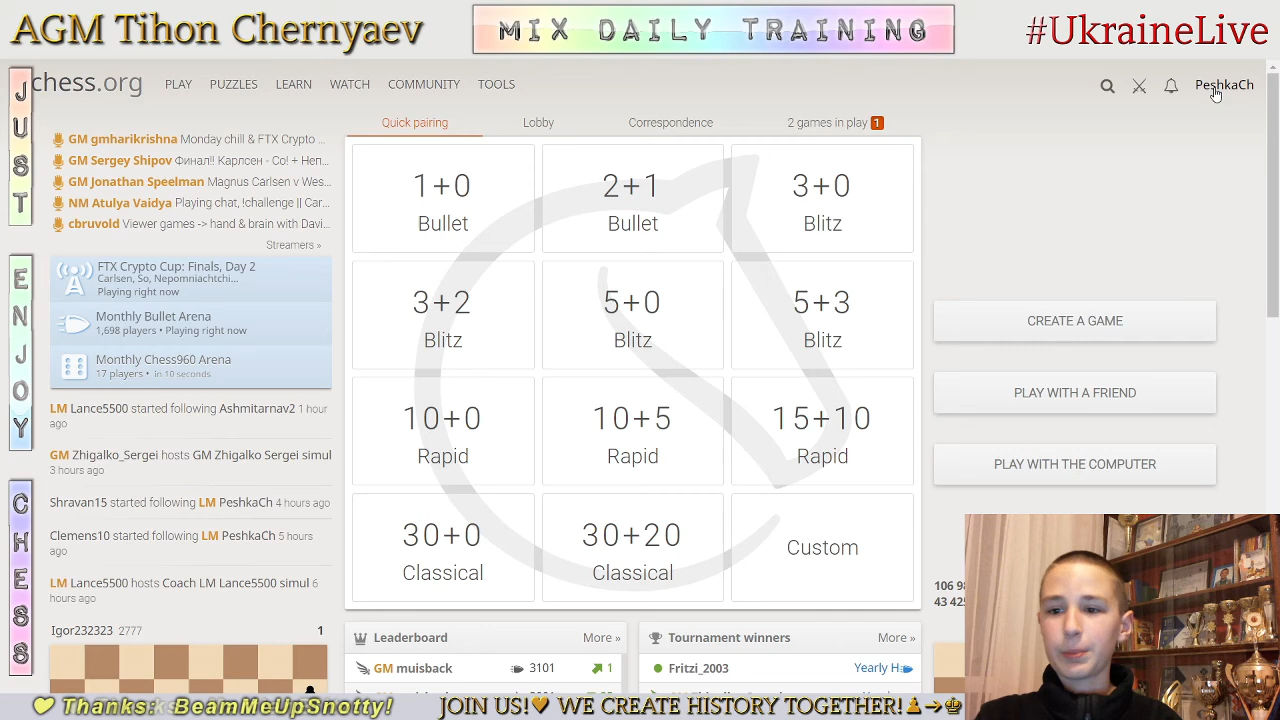 AGM Tihon Chernyaev
MIX DAILY TRAINING
#UkraineLive
JUST
ENJOY
CHESS
chess.org
PLAY
PUZZLES
LEARN
WATCH
COMMUNITY
TOOLS
PeshkaCh
GM gmharikrishna Monday chill & FTX Crypto ...
GM Sergey Shipov Финал!! Карлсен - Со! + Неп...
GM Jonathan Speelman Magnus Carlsen v Wes...
NM Atulya Vaidya Playing chat, !challenge || Car...
cbruvold Viewer games -> hand & brain with Davi...
Streamers »
FTX Crypto Cup: Finals, Day 2
Carlsen, So, Nepomniachtchi...
Playing right now
Monthly Bullet Arena
1,698 players • Playing right now
Monthly Chess960 Arena
17 players • in 10 seconds
LM Lance5500 started following Ashmitarnav2 1 hour
ago
GM Zhigalko_Sergei hosts GM Zhigalko Sergei simul
3 hours ago
Shravan15 started following LM PeshkaCh 4 hours ago
Clemens10 started following LM PeshkaCh 5 hours
ago
LM Lance5500 hosts Coach LM Lance5500 simul 6
hours ago
Igor232323 2777
1
Quick pairing
Lobby
Correspondence
2 games in play 1
1+0
Bullet
2+1
Bullet
3+0
Blitz
3+2
Blitz
5+0
Blitz
5+3
Blitz
10+0
Rapid
10+5
Rapid
15+10
Rapid
30+0
Classical
30+20
Classical
Custom
CREATE A GAME
PLAY WITH A FRIEND
PLAY WITH THE COMPUTER
106 98
43 425
Leaderboard
More »
GM muisback
3101
1
Tournament winners
More »
Fritzi_2003
Yearly H
Thanks: BeamMeUpSnotty!
JOIN US! WE CREATE HISTORY TOGETHER!